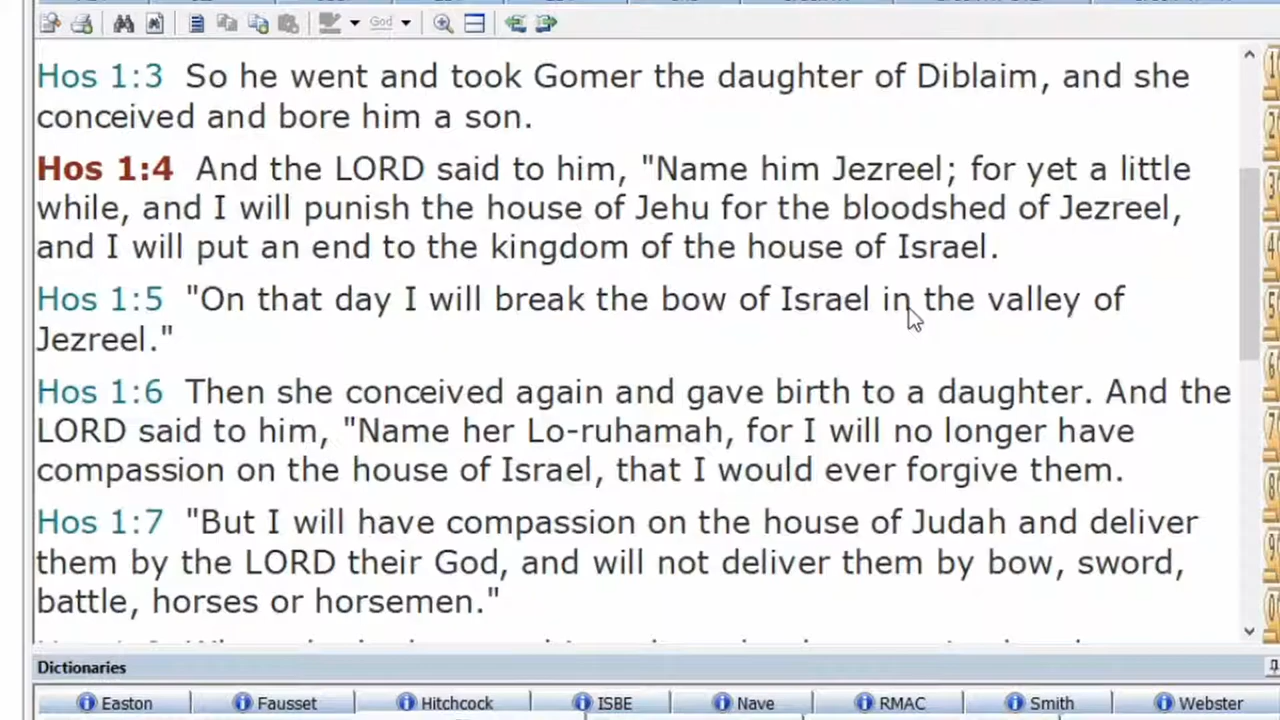 God
Hos 1:3 So he went and took Gomer the daughter of Diblaim, and she
conceived and bore him a son.
Hos 1:4 And the LORD said to him, "Name him Jezreel; for yet a little
while, and I will punish the house of Jehu for the bloodshed of Jezreel,
and I will put an end to the kingdom of the house of Israel.
Hos 1:5 "On that day I will break the bow of Israel in the valley of
Jezreel."
Hos 1:6 Then she conceived again and gave birth to a daughter. And the
LORD said to him, "Name her Lo-ruhamah, for I will no longer have
compassion on the house of Israel, that I would ever forgive them.
Hos 1:7 "But I will have compassion on the house of Judah and deliver
them by the LORD their God, and will not deliver them by bow, sword,
battle, horses or horsemen."
Dictionaries
Easton Fausset Hitchcock ISBE Nave RMAC Smith Webster